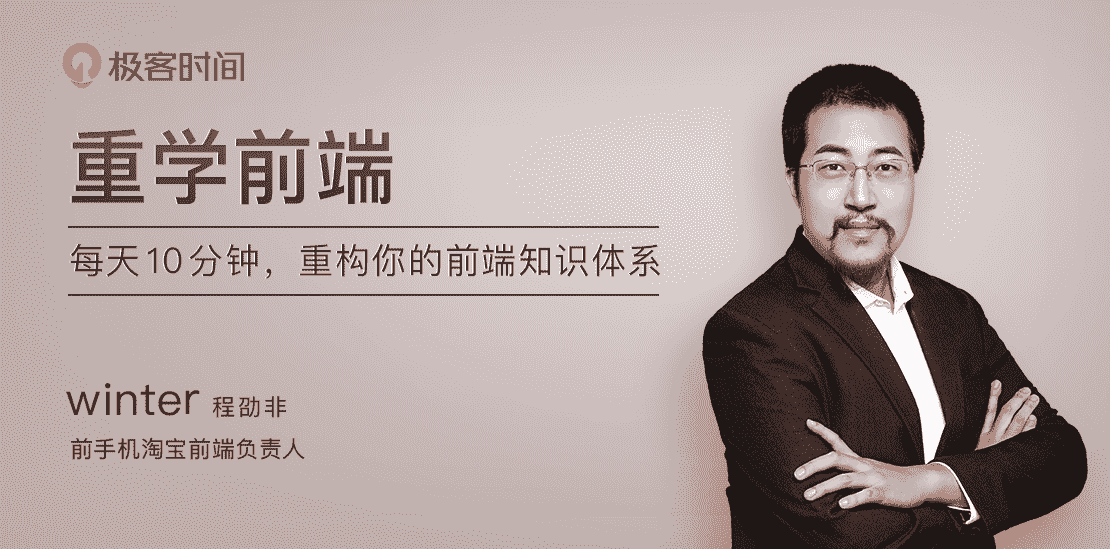 极客时间
重学前端
每天10分钟，重构你的前端知识体系
winter 程劭非
前手机淘宝前端负责人